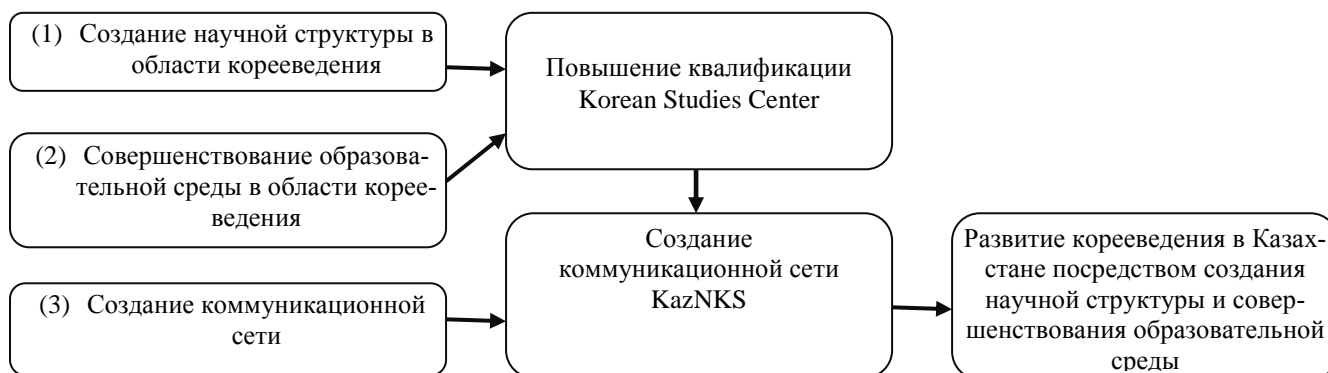 (1) Создание научной структуры в
области корееведения
(2) Совершенствование образова-
тельной среды в области корее-
ведения
(3) Создание коммуникационной
сети
Повышение квалификации
Korean Studies Center
Создание
коммуникационной сети
KazNKS
Развитие корееведения в Казах-
стане посредством создания
научной структуры и совер-
шенствования образовательной
среды